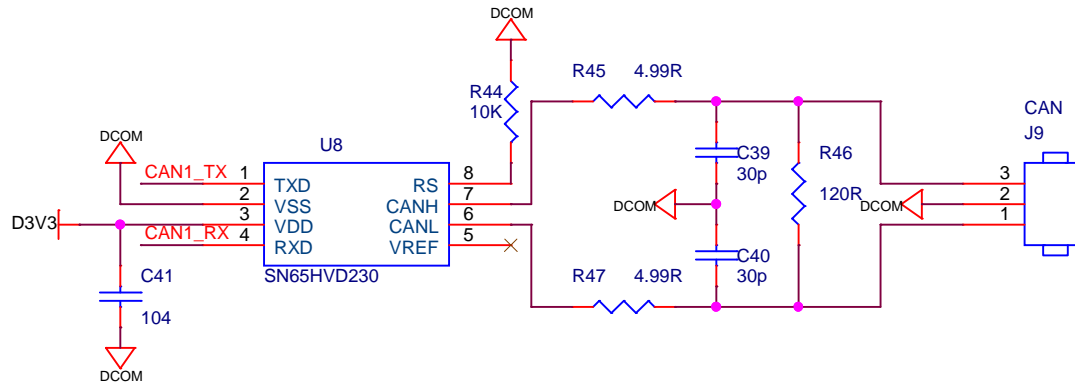 DCOM
R45 4.99R
R44
10K
CAN
J9
DCOM
U8
CAN1_TX
1
TXD
RS
8
2
VSS
CANH
7
D3V3
3
VDD
CANL
6
CAN1_RX
4
RXD
VREF
5
SN65HVD230
C39
30p
R46
120R
DCOM
DCOM
3
2
1
C41
104
DCOM
R47 4.99R
C40
30p